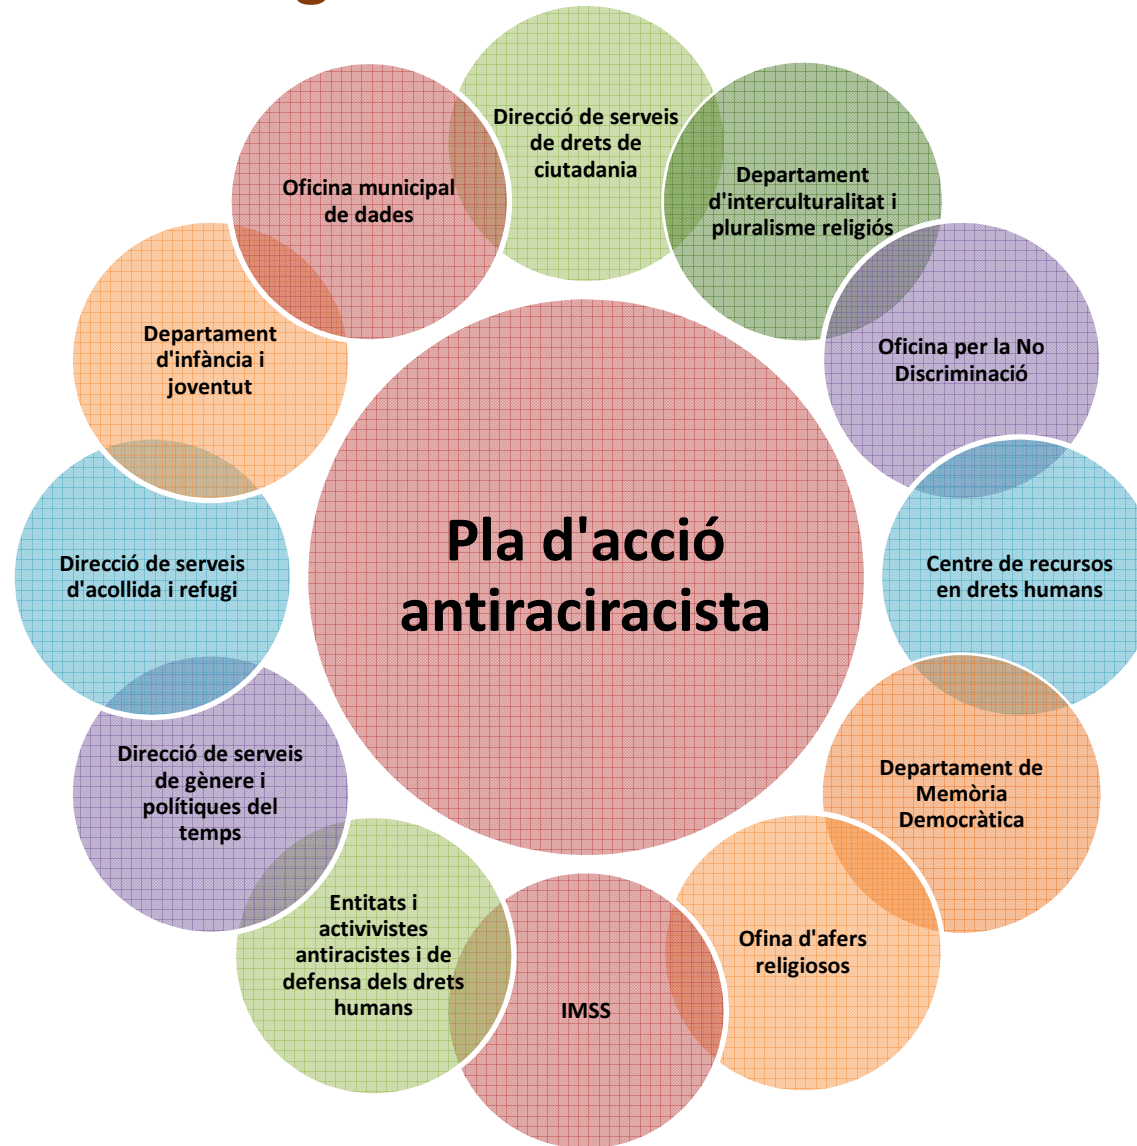 Direcció de serveis
de drets de
ciutadania
Departament
d'interculturalitat i
pluralisme religiós
Oficina per la No
Discriminació
Centre de recursos
en drets humans
Departament de
Memòria
Democràtica
Ofina d'afers
religiosos
IMSS
Entitats i
activivistes
antiracistes i de
defensa dels drets
humans
Direcció de serveis
de gènere i
polítiques del
temps
Direcció de serveis
d'acollida i refugi
Departament
d'infància i
joventut
Oficina municipal
de dades
Pla d'acció
antiraciracista